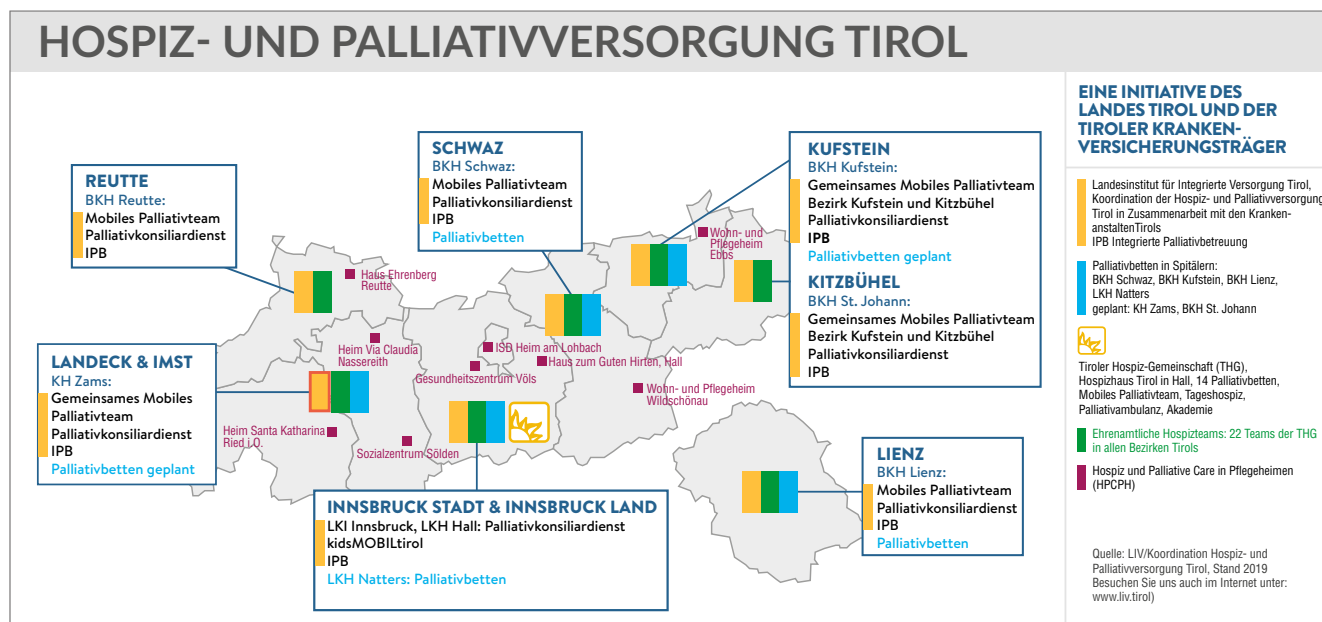 HOSPIZ- UND PALLIATIVVERSORGUNG TIROL
REUTTE
BKH Reutte:
Mobiles Palliativteam
Palliativkonsiliardienst
IPB
SCHWAZ
BKH Schwaz:
Mobiles Palliativteam
Palliativkonsiliardienst
IPB
Palliativbetten
KUFSTEIN
BKH Kufstein:
Gemeinsames Mobiles Palliativteam
Bezirk Kufstein und Kitzbühel
Palliativkonsiliardienst
IPB
Palliativbetten geplant
KITZBÜHEL
BKH St. Johann:
Gemeinsames Mobiles Palliativteam
Bezirk Kufstein und Kitzbühel
Palliativkonsiliardienst
IPB
LANDECK & IMST
KH Zams:
Gemeinsames Mobiles
Palliativteam
Palliativkonsiliardienst
IPB
Palliativbetten geplant
INNSBRUCK STADT & INNSBRUCK LAND
LKI Innsbruck, LKH Hall: Palliativkonsiliardienst
kidsMOBILtirol
IPB
LKH Natters: Palliativbetten
LIENZ
BKH Lienz:
Mobiles Palliativteam
Palliativkonsiliardienst
IPB
Palliativbetten
Haus Ehrenberg
Reutte
Heim Via Claudia
Nassereith
Wohn- und
Pflegeheim
Ebbs
ISD Heim am Lohbach
Haus zum Guten Hirten, Hall
Gesundheitszentrum Völs
Wohn- und Pflegeheim
Wildschönau
Heim Santa Katharina
Ried i.O.
Sozialzentrum Sölden
EINE INITIATIVE DES
LANDES TIROL UND DER
TIROLER KRANKEN-
VERSICHERUNGSTRÄGER
Landesinstitut für Integrierte Versorgung Tirol,
Koordination der Hospiz- und Palliativversorgung
Tirol in Zusammenarbeit mit den Kranken-
anstaltenTirols
IPB Integrierte Palliativbetreuung
Palliativbetten in Spitälern:
BKH Schwaz, BKH Kufstein, BKH Lienz,
LKH Natters
geplant: KH Zams, BKH St. Johann
Tiroler Hospiz-Gemeinschaft (THG),
Hospizhaus Tirol in Hall, 14 Palliativbetten,
Mobiles Palliativteam, Tageshospiz,
Palliativambulanz, Akademie
Ehrenamtliche Hospizteams: 22 Teams der THG
in allen Bezirken Tirols
Hospiz und Palliative Care in Pflegeheimen
(HPCPH)
Quelle: LIV/Koordination Hospiz- und
Palliativversorgung Tirol, Stand 2019
Besuchen Sie uns auch im Internet unter:
www.liv.tirol)